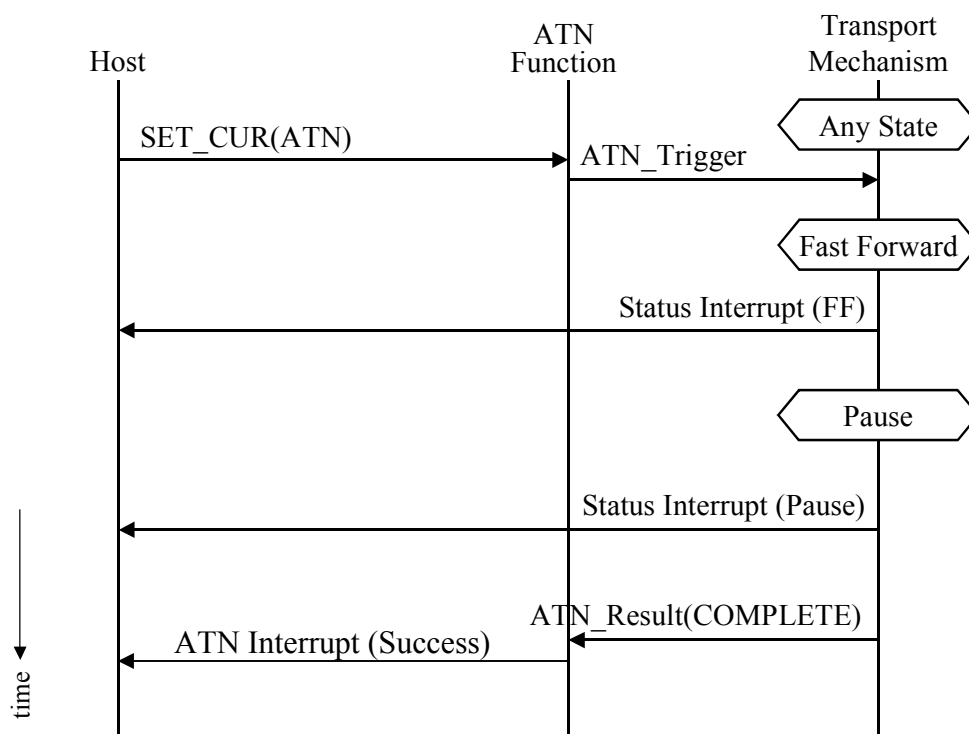 Host
ATN
Function
Transport
Mechanism
Any State
SET_CUR(ATN)
ATN_Trigger
Fast Forward
Status Interrupt (FF)
Pause
Status Interrupt (Pause)
ATN_Result(COMPLETE)
ATN Interrupt (Success)
time